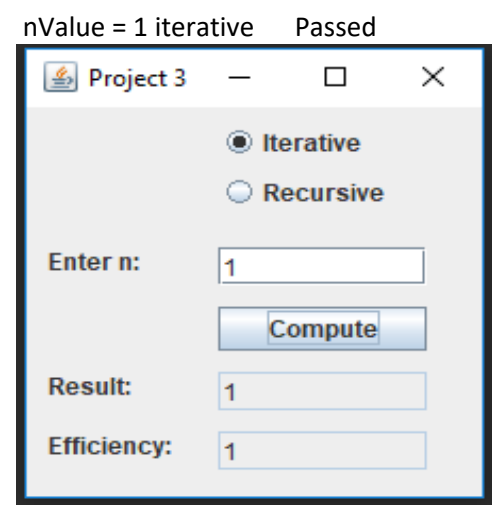 nValue = 1 iterative Passed
Project 3
Iterative
Recursive
Enter n: 1
Compute
Result: 1
Efficiency: 1